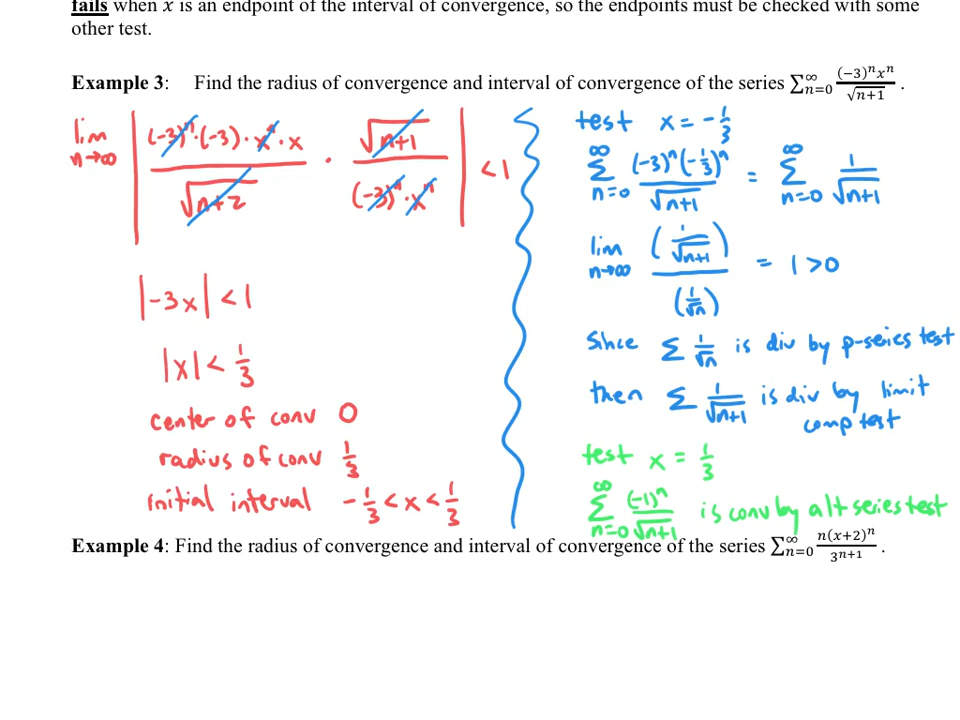 fails when x is an endpoint of the interval of convergence, so the endpoints must be checked with some
other test.
Example 3: Find the radius of convergence and interval of convergence of the series ∑_{n=0}^{∞} (-3)^n x^n / √(n+1) .
lim n→∞ | (-3)^n·(-3)·x^n·x / √(n+2) · √(n+1) / (-3)^n·x^n | < 1
|-3x| < 1
|x| < 1/3
center of conv 0
radius of conv 1/3
initial interval -1/3 < x < 1/3
test x = -1/3
∑_{n=0}^{∞} (-3)^n (-1/3)^n / √(n+1) = ∑_{n=0}^{∞} 1/√(n+1)
lim n→∞ (1/√(n+1)) / (1/√n) = 1 > 0
Since ∑ 1/√n is div by p-series test
then ∑ 1/√(n+1) is div by limit
comp test
test x = 1/3
∑_{n=0}^{∞} (-1)^n / √(n+1) is conv by alt series test
Example 4: Find the radius of convergence and interval of convergence of the series ∑_{n=0}^{∞} n(x+2)^n / 3^{n+1} .